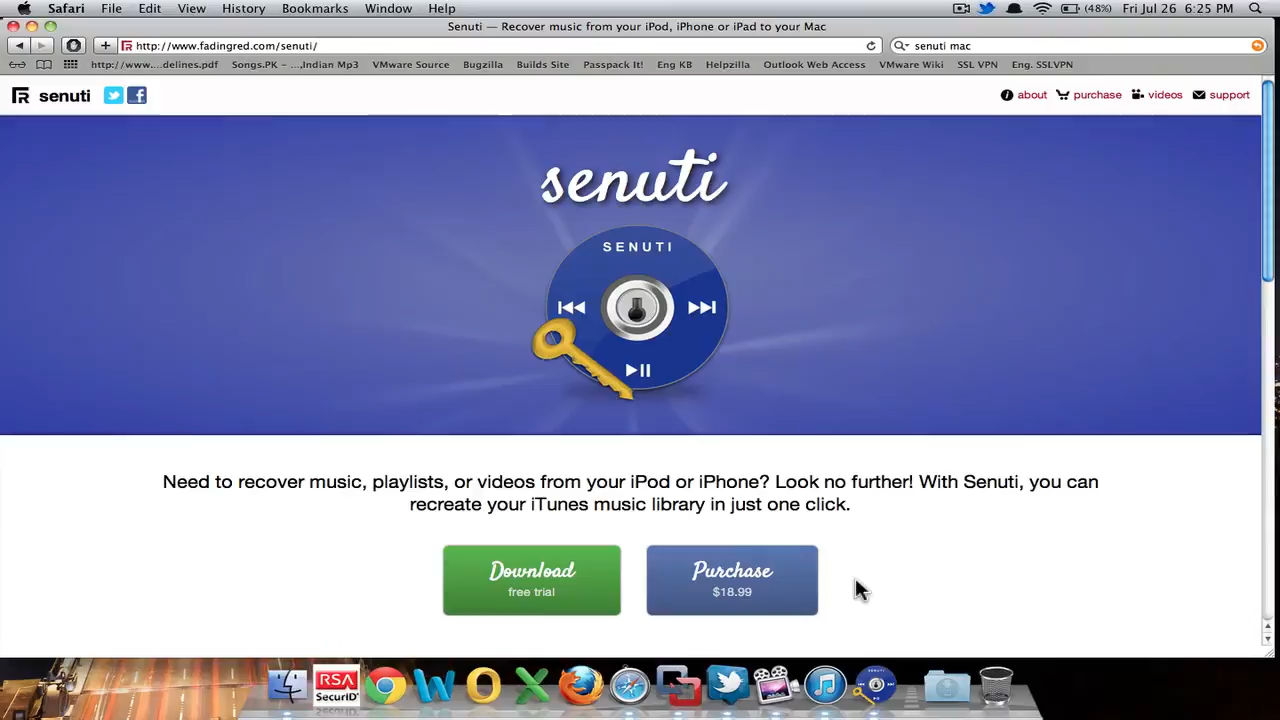 Safari File Edit View History Bookmarks Window Help (48%) Fri Jul 26 6:25 PM
Senuti — Recover music from your iPod, iPhone or iPad to your Mac
http://www.fadingred.com/senuti/ senuti mac
http://www....delines.pdf Songs.PK – ...,Indian Mp3 VMware Source Bugzilla Builds Site Passpack It! Eng KB Helpzilla Outlook Web Access VMware Wiki SSL VPN Eng. SSLVPN
senuti about purchase videos support
senuti
SENUTI
Need to recover music, playlists, or videos from your iPod or iPhone? Look no further! With Senuti, you can
recreate your iTunes music library in just one click.
Download Purchase
free trial $18.99
RSA
SecurID